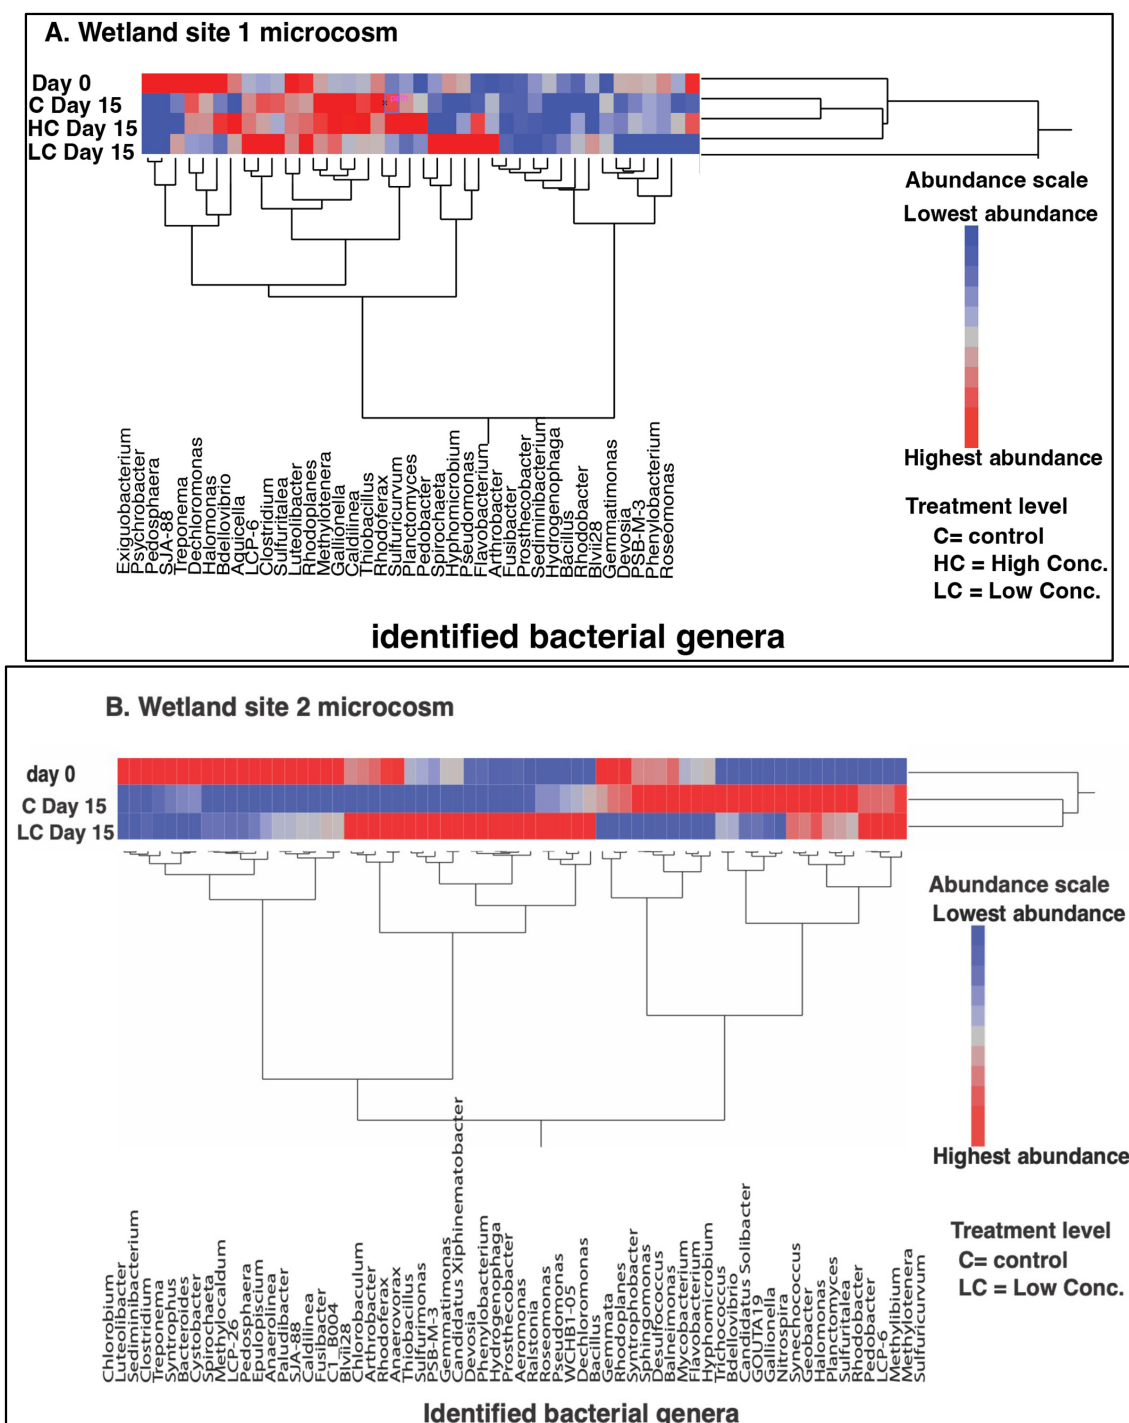 A. Wetland site 1 microcosm
Day 0
C Day 15
HC Day 15
LC Day 15
Abundance scale
Lowest abundance
Highest abundance
Treatment level
C= control
HC = High Conc.
LC = Low Conc.
Exiguobacterium
Psychrobacter
Pedosphaera
SJA-88
Treponema
Dechloromonas
Halomonas
Bdellovibrio
Aquicella
LCP-6
Clostridium
Sulfuritalea
Luteolibacter
Rhodoplanes
Methylotenera
Gallionella
Caldilinea
Thiobacillus
Rhodoferax
Sulfuricurvum
Planctomyces
Pedobacter
Spirochaeta
Hyphomicrobium
Pseudomonas
Flavobacterium
Arthrobacter
Fusibacter
Prosthecobacter
Sediminibacterium
Hydrogenophaga
Bacillus
Rhodobacter
Blvii28
Gemmatimonas
Devosia
PSB-M-3
Phenylobacterium
Roseomonas
identified bacterial genera
B. Wetland site 2 microcosm
day 0
C Day 15
LC Day 15
Abundance scale
Lowest abundance
Highest abundance
Treatment level
C= control
LC = Low Conc.
Chlorobium
Luteolibacter
Sediminibacterium
Clostridium
Treponema
Syntrophus
Bacteroides
Cystobacter
Spirochaeta
Methylocaldum
LCP-26
Pedosphaera
Epulopiscium
Anaerolinea
Paludibacter
SJA-88
Caldilinea
Fusibacter
C1_B004
Blvii28
Chlorobaculum
Arthrobacter
Rhodoferax
Anaerovorax
Thiobacillus
Sulfurimonas
PSB-M-3
Gemmatimonas
Candidatus Xiphinematobacter
Devosia
Phenylobacterium
Hydrogenophaga
Prosthecobacter
Aeromonas
Ralstonia
Roseomonas
Pseudomonas
WCHB1-05
Dechloromonas
Bacillus
Gemmata
Rhodoplanes
Syntrophobacter
Sphingomonas
Desulfococcus
Balneimonas
Mycobacterium
Flavobacterium
Hyphomicrobium
Trichococcus
Bdellovibrio
Candidatus Solibacter
GOUTA19
Gallionella
Nitrospira
Synechococcus
Geobacter
Halomonas
Planctomyces
Sulfuritalea
Rhodobacter
Pedobacter
LCP-6
Methylibium
Methylotenera
Sulfuricurvum
Identified bacterial genera